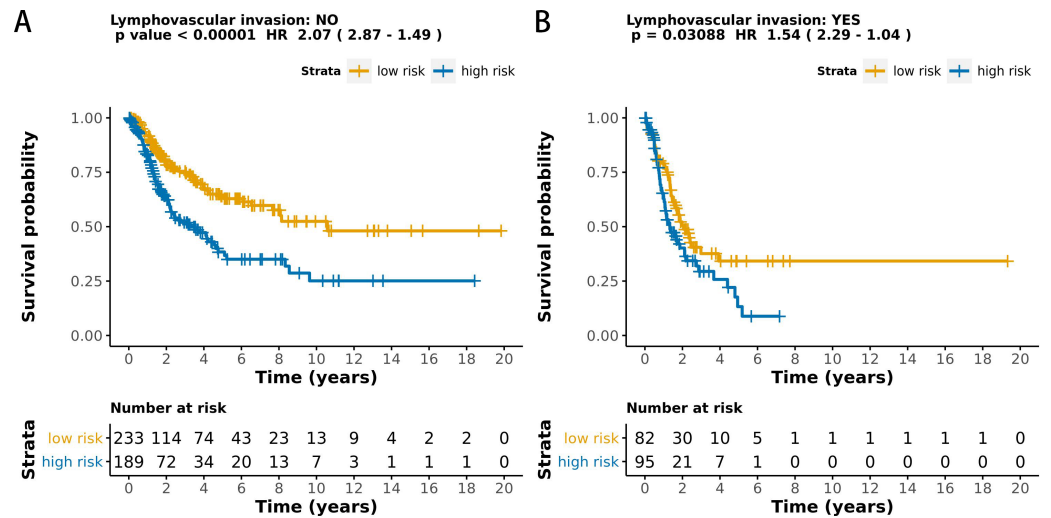 A
Lymphovascular invasion: NO
p value < 0.00001 HR 2.07 ( 2.87 - 1.49 )
Strata low risk high risk
Survival probability
1.00
0.75
0.50
0.25
0.00
0 2 4 6 8 10 12 14 16 18 20
Time (years)
Number at risk
Strata
low risk 233 114 74 43 23 13 9 4 2 2 0
high risk 189 72 34 20 13 7 3 1 1 1 0
0 2 4 6 8 10 12 14 16 18 20
Time (years)
B
Lymphovascular invasion: YES
p = 0.03088 HR 1.54 ( 2.29 - 1.04 )
Strata low risk high risk
Survival probability
1.00
0.75
0.50
0.25
0.00
0 2 4 6 8 10 12 14 16 18 20
Time (years)
Number at risk
Strata
low risk 82 30 10 5 1 1 1 1 1 0
high risk 95 21 7 1 0 0 0 0 0 0
0 2 4 6 8 10 12 14 16 18 20
Time (years)